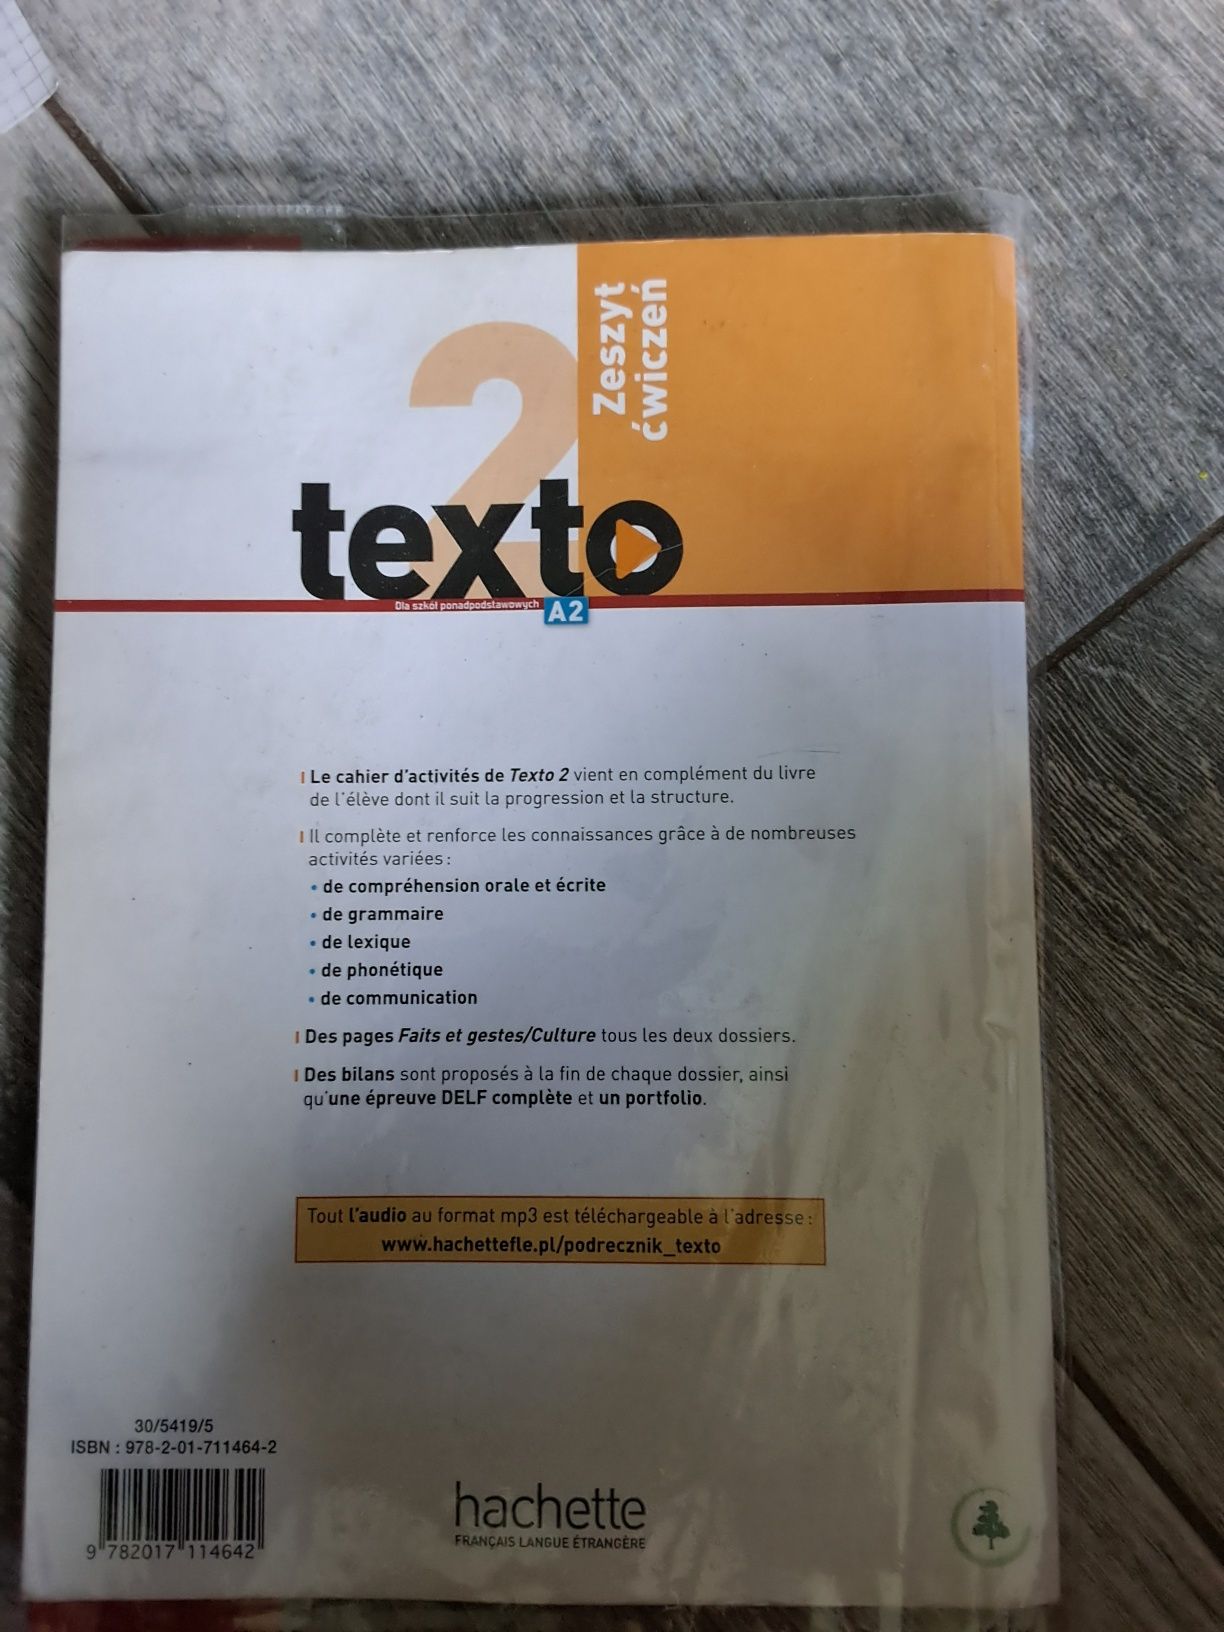 Zeszyt
ćwiczeń
2
texto
Dla szkół ponadpodstawowych
A2
Le cahier d'activités de Texto 2 vient en complément du livre
de l'élève dont il suit la progression et la structure.
Il complète et renforce les connaissances grâce à de nombreuses
activités variées :
• de compréhension orale et écrite
• de grammaire
• de lexique
• de phonétique
• de communication
Des pages Faits et gestes/Culture tous les deux dossiers.
Des bilans sont proposés à la fin de chaque dossier, ainsi
qu'une épreuve DELF complète et un portfolio.
Tout l'audio au format mp3 est téléchargeable à l'adresse :
www.hachettefle.pl/podrecznik_texto
30/5419/5
ISBN : 978-2-01-711464-2
9 782017 114642
hachette
FRANÇAIS LANGUE ÉTRANGÈRE